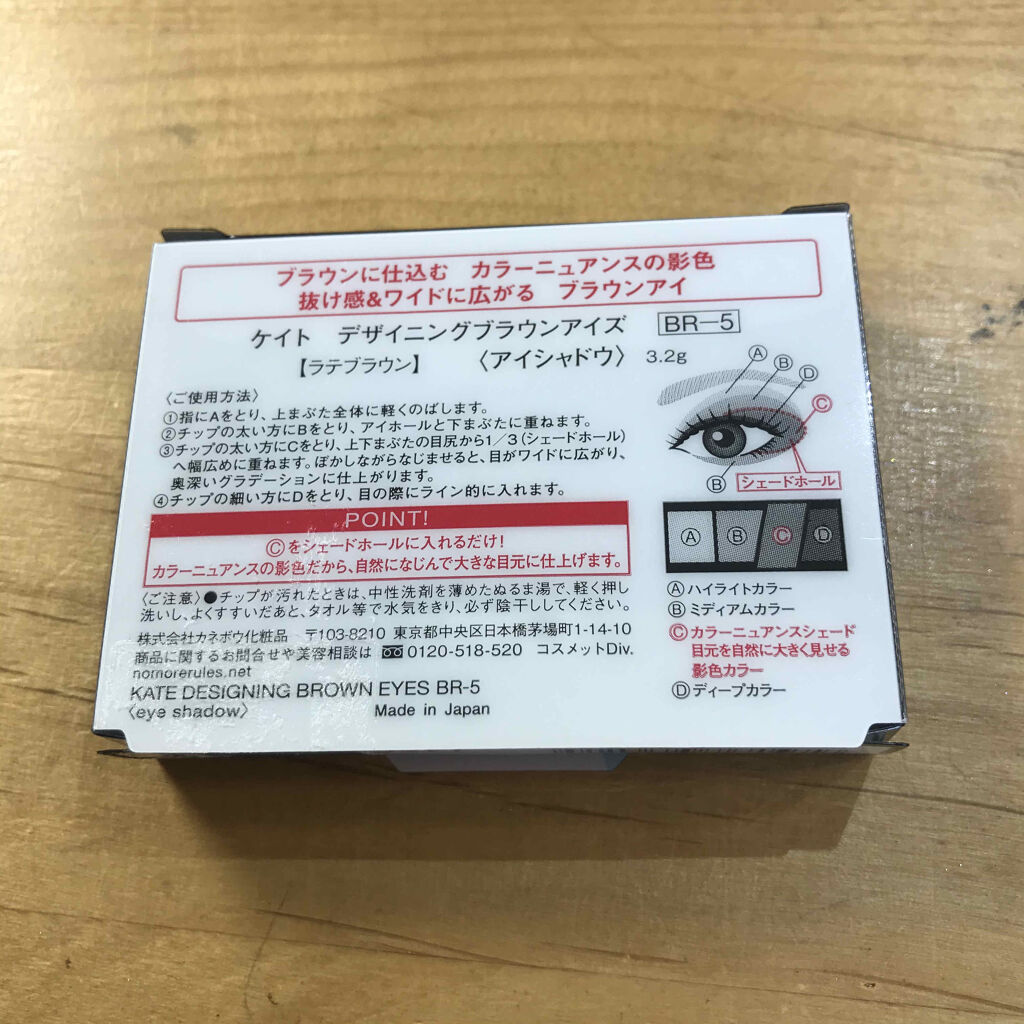 ブラウンに仕込む カラーニュアンスの影色
抜け感&ワイドに広がる ブラウンアイ
ケイト デザイニングブラウンアイズ BR-5
【ラテブラウン】 〈アイシャドウ〉 3.2g
〈ご使用方法〉
①指にAをとり、上まぶた全体に軽くのばします。
②チップの太い方にBをとり、アイホールと下まぶたに重ねます。
③チップの太い方にCをとり、上下まぶたの目尻から1/3(シェードホール)
へ幅広めに重ねます。ぼかしながらなじませると、目がワイドに広がり、
奥深いグラデーションに仕上がります。
④チップの細い方にDをとり、目の際にライン的に入れます。
Ⓐ
Ⓑ
Ⓓ
Ⓒ
Ⓑ
シェードホール
POINT!
Ⓒをシェードホールに入れるだけ!
カラーニュアンスの影色だから、自然になじんで大きな目元に仕上げます。
Ⓐ Ⓑ Ⓒ Ⓓ
Ⓐハイライトカラー
Ⓑミディアムカラー
Ⓒカラーニュアンスシェード
目元を自然に大きく見せる
影色カラー
Ⓓディープカラー
〈ご注意〉●チップが汚れたときは、中性洗剤を薄めたぬるま湯で、軽く押し
洗いし、よくすすいだあと、タオル等で水気をきり、必ず陰干ししてください。
株式会社カネボウ化粧品 〒103-8210 東京都中央区日本橋茅場町1-14-10
商品に関するお問合せや美容相談は 0120-518-520 コスメットDiv.
nomorerules.net
KATE DESIGNING BROWN EYES BR-5
〈eye shadow〉 Made in Japan